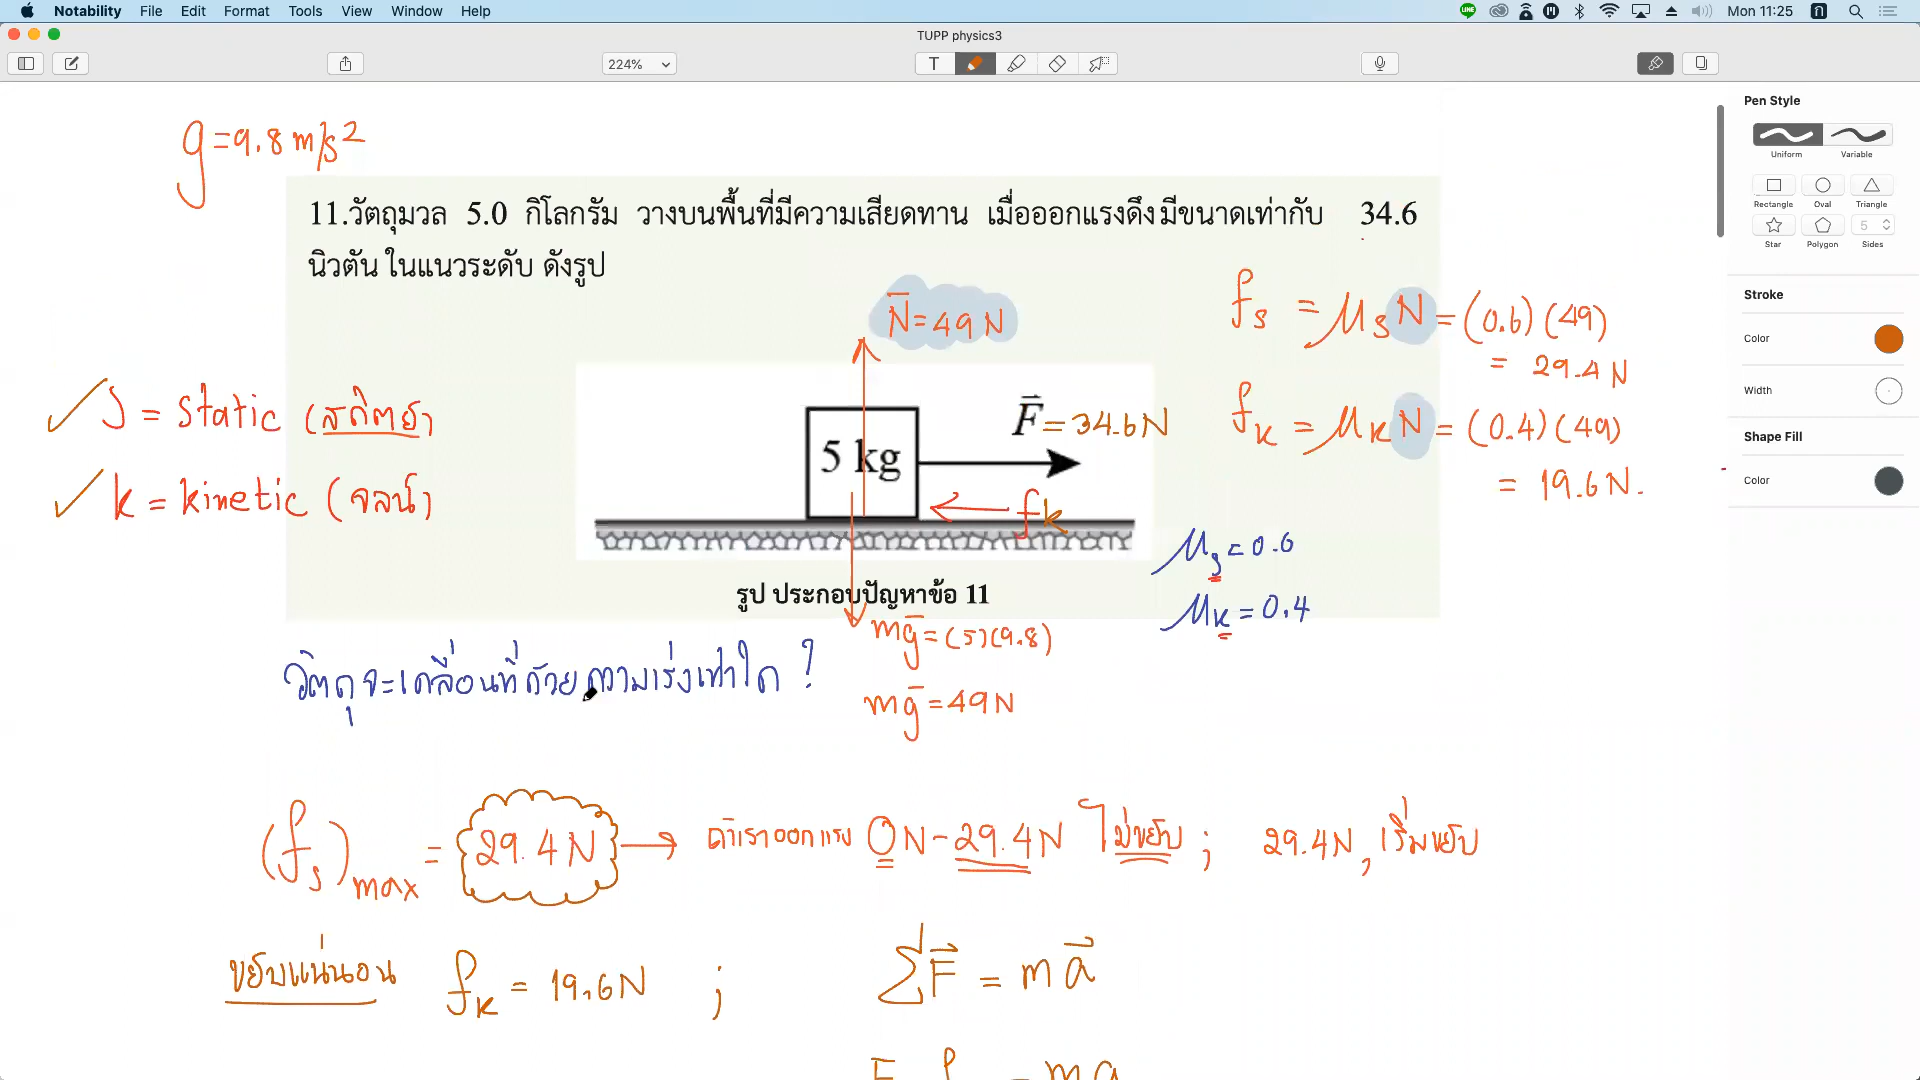 Notability File Edit Format Tools View Window Help Mon 11:25
TUPP physics3
224% T
Pen Style
Uniform Variable
Rectangle Oval Triangle
5
Star Polygon Sides
Stroke
Color
Width
Shape Fill
Color
g=9.8 m/s2
11.วัตถุมวล 5.0 กิโลกรัม วางบนพื้นที่มีความเสียดทาน เมื่อออกแรงดึงมีขนาดเท่ากับ 34.6
นิวตัน ในแนวระดับ ดังรูป
N=49 N
fs = μsN = (0.6)(49)
= 29.4 N
s = static (สถิตย์)
F = 34.6N
fk = μkN = (0.4)(49)
= 19.6 N.
5 kg
k = kinetic (จลน์)
fk
μs = 0.6
รูป ประกอบปัญหาข้อ 11
μk = 0.4
mg = (5)(9.8)
วัตถุจะเคลื่อนที่ด้วยความเร่งเท่าใด ?
mg = 49 N
(fs)max = 29.4 N → ถ้าเราออกแรง 0N - 29.4N ไม่ขยับ ; 29.4N, เริ่มขยับ
ขยับแน่นอน fk = 19.6N ; ΣF = ma